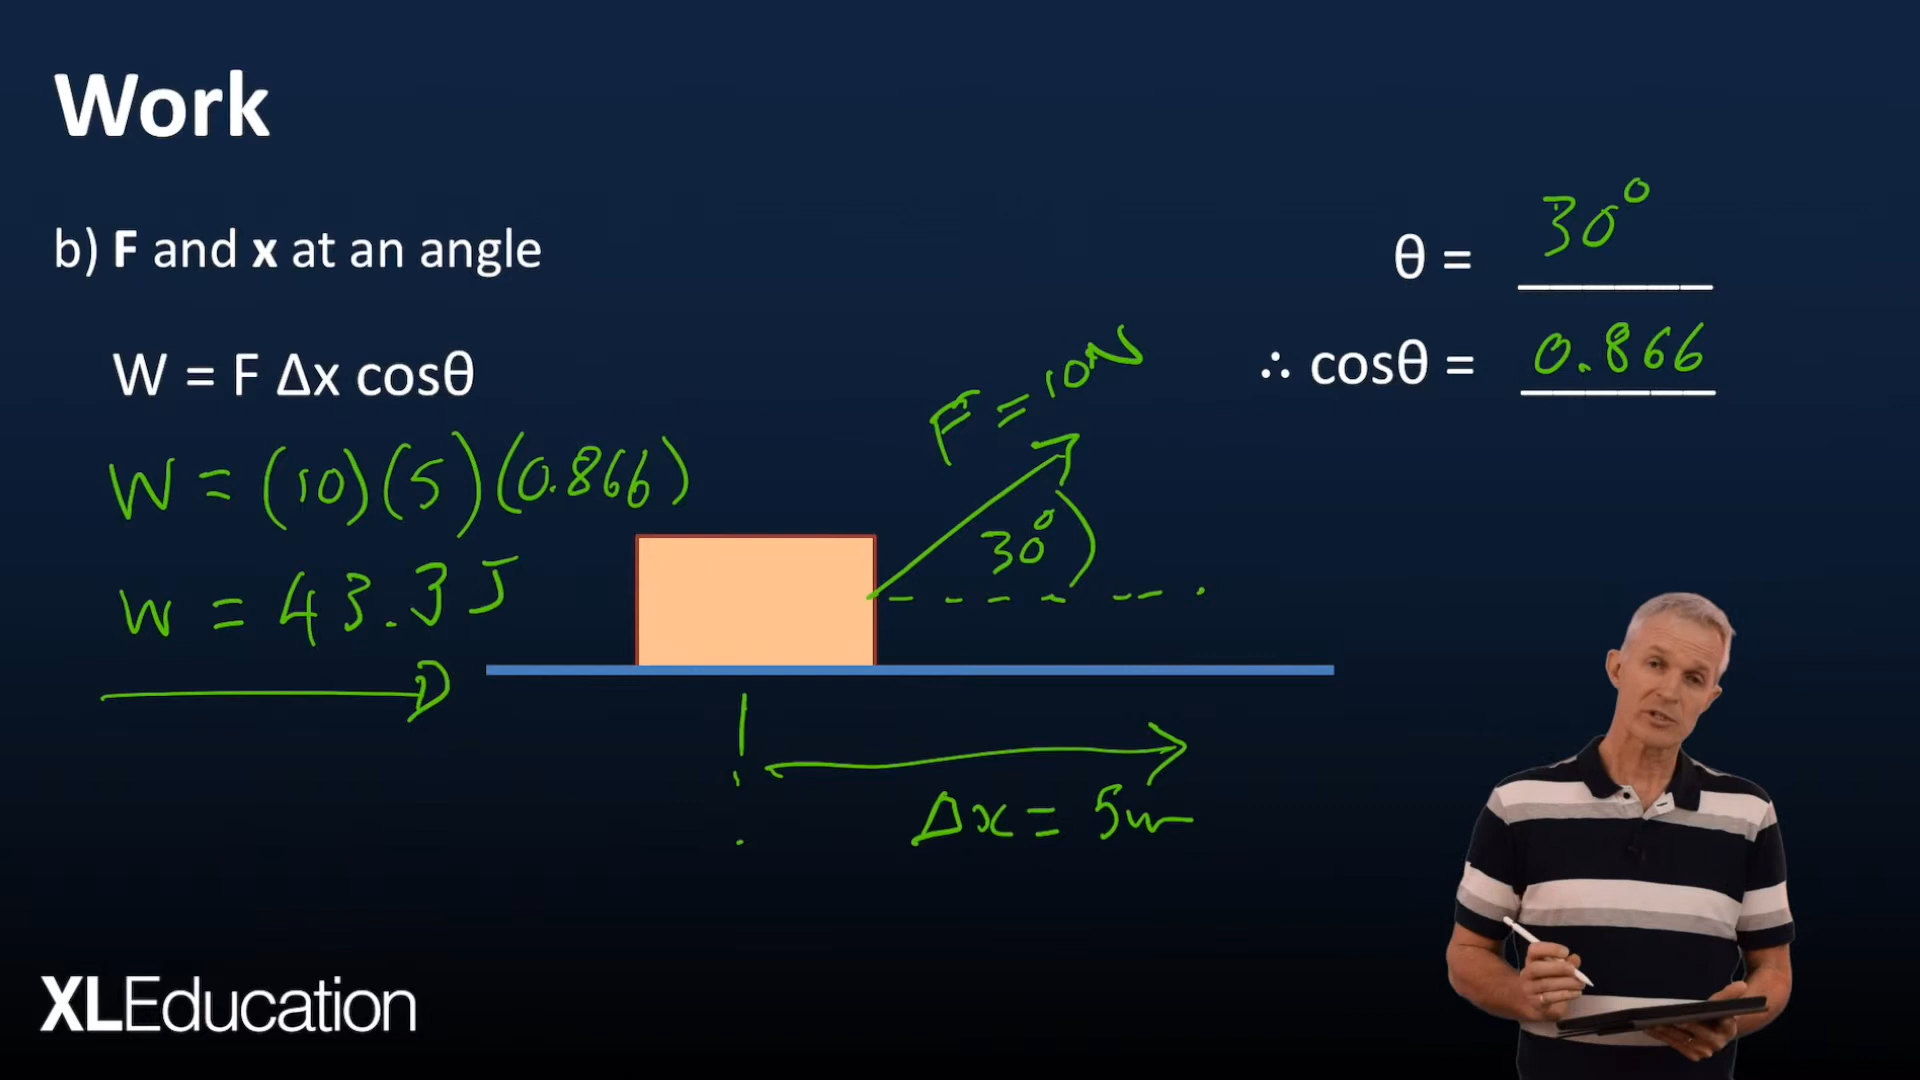 Work
b) F and x at an angle
θ = 30°
∴ cosθ = 0.866
W = F Δx cosθ
W = (10)(5)(0.866)
W = 43.3 J
F = 10N
30°
Δx = 5m
XLEducation